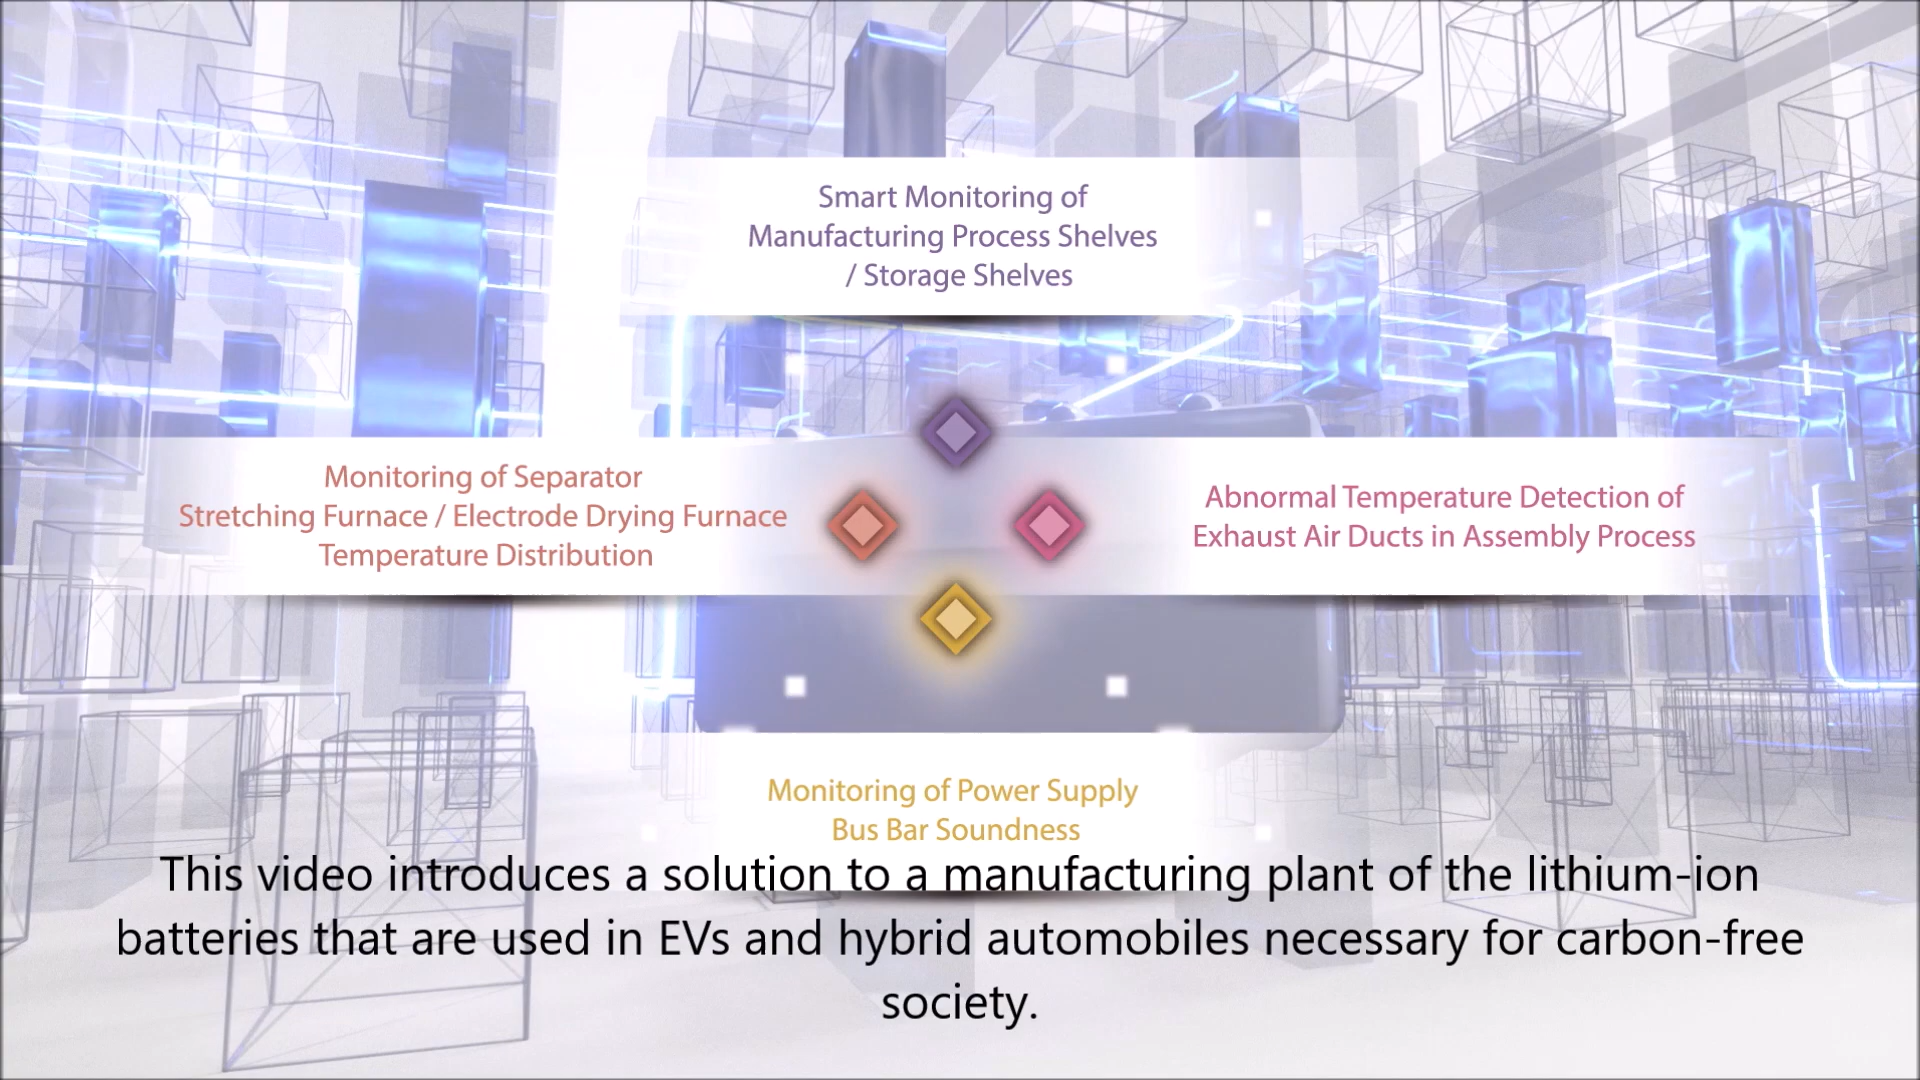 Smart Monitoring of
Manufacturing Process Shelves
/ Storage Shelves
Monitoring of Separator
Stretching Furnace / Electrode Drying Furnace
Temperature Distribution
Abnormal Temperature Detection of
Exhaust Air Ducts in Assembly Process
Monitoring of Power Supply
Bus Bar Soundness
This video introduces a solution to a manufacturing plant of the lithium-ion
batteries that are used in EVs and hybrid automobiles necessary for carbon-free
society.